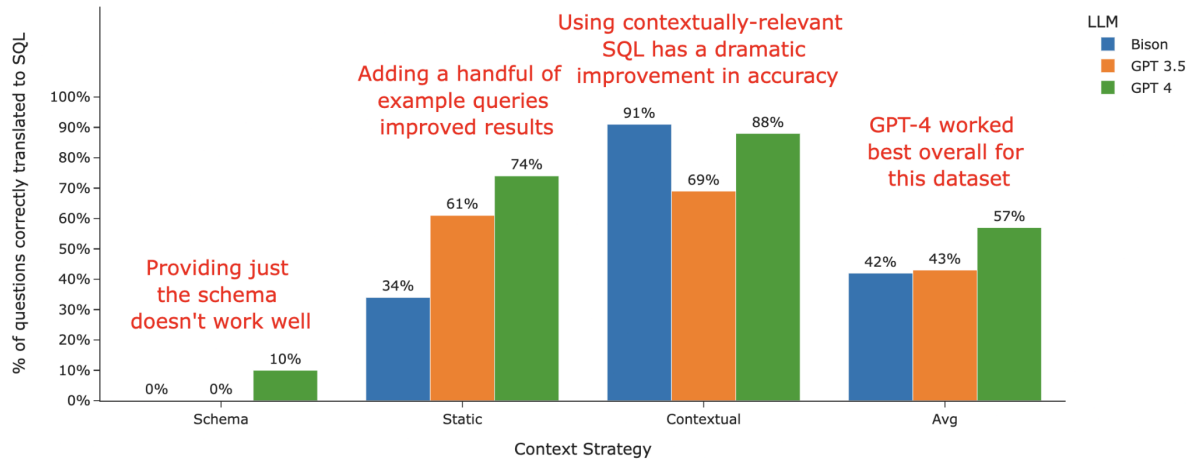 Using contextually-relevant
SQL has a dramatic
improvement in accuracy
Adding a handful of
example queries
improved results
GPT-4 worked
best overall for
this dataset
Providing just
the schema
doesn't work well
LLM
Bison
GPT 3.5
GPT 4
% of questions correctly translated to SQL
100%
90%
80%
70%
60%
50%
40%
30%
20%
10%
0%
0%
0%
10%
34%
61%
74%
91%
69%
88%
42%
43%
57%
Schema
Static
Contextual
Avg
Context Strategy